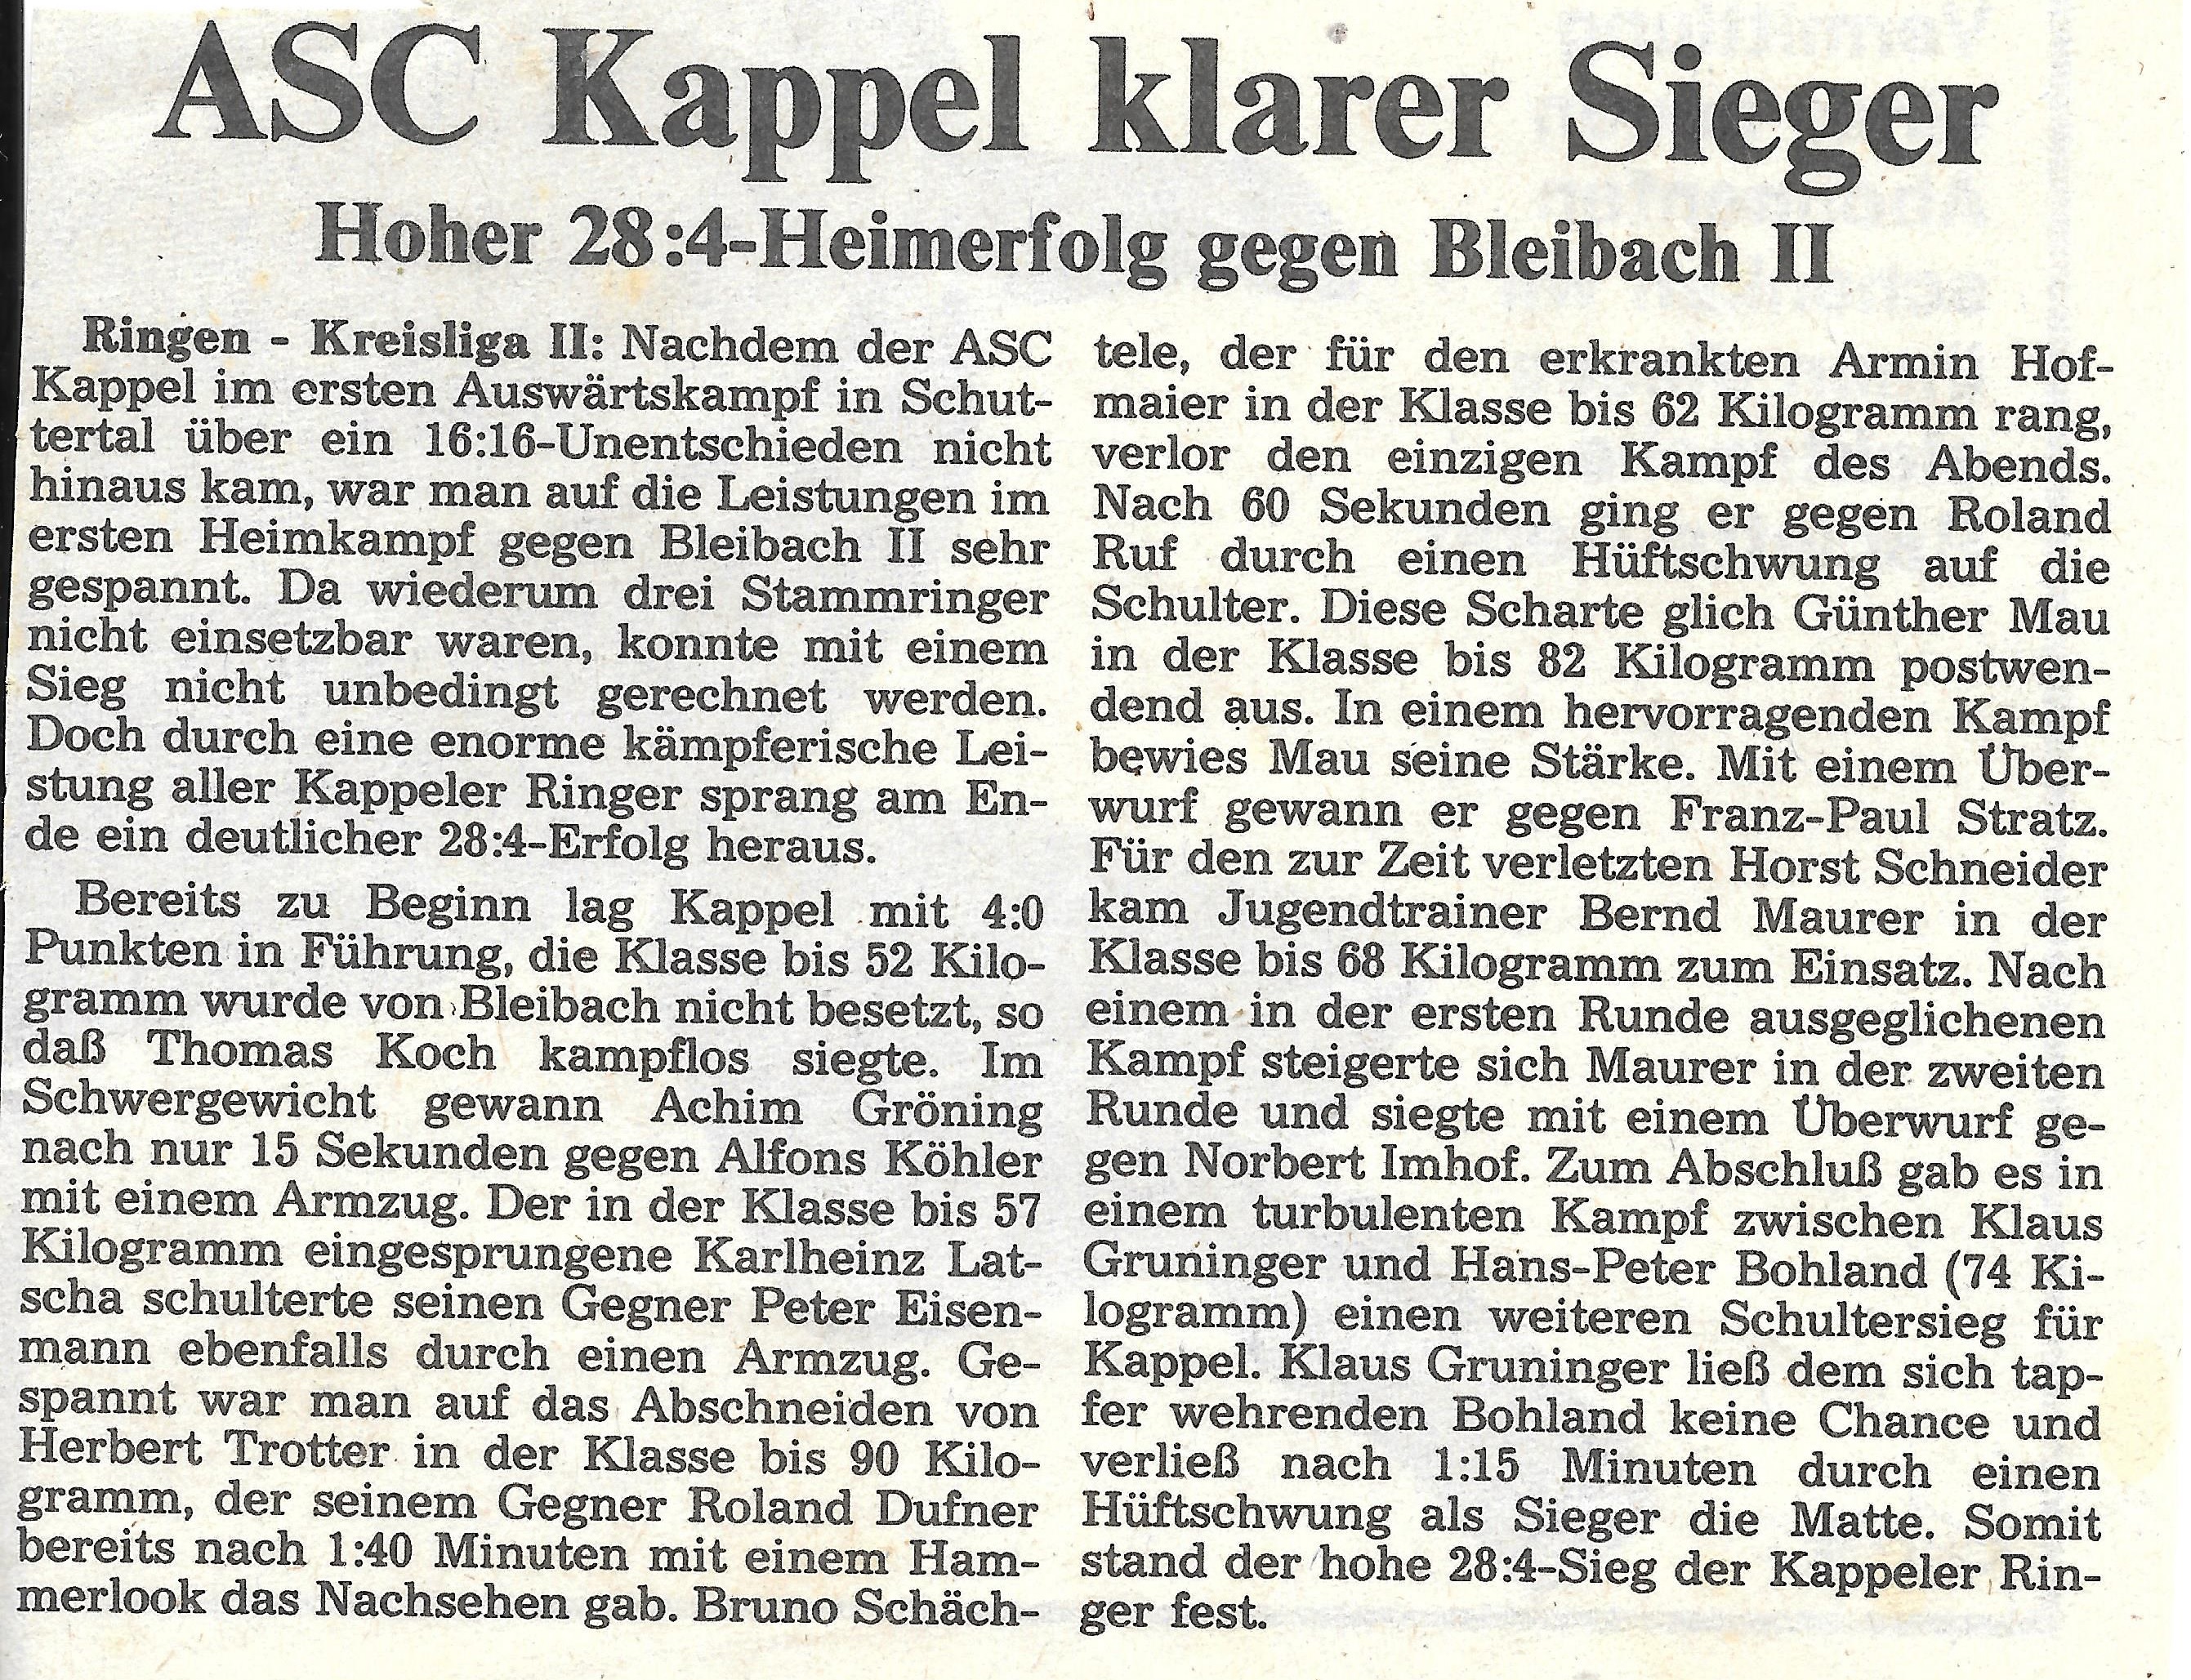 ASC Kappel klarer Sieger
Hoher 28:4-Heimerfolg gegen Bleibach II
Ringen - Kreisliga II: Nachdem der ASC
Kappel im ersten Auswärtskampf in Schut-
tertal über ein 16:16-Unentschieden nicht
hinaus kam, war man auf die Leistungen im
ersten Heimkampf gegen Bleibach II sehr
gespannt. Da wiederum drei Stammringer
nicht einsetzbar waren, konnte mit einem
Sieg nicht unbedingt gerechnet werden.
Doch durch eine enorme kämpferische Lei-
stung aller Kappeler Ringer sprang am En-
de ein deutlicher 28:4-Erfolg heraus.
Bereits zu Beginn lag Kappel mit 4:0
Punkten in Führung, die Klasse bis 52 Kilo-
gramm wurde von Bleibach nicht besetzt, so
daß Thomas Koch kampflos siegte. Im
Schwergewicht gewann Achim Gröning
nach nur 15 Sekunden gegen Alfons Köhler
mit einem Armzug. Der in der Klasse bis 57
Kilogramm eingesprungene Karlheinz Lat-
scha schulterte seinen Gegner Peter Eisen-
mann ebenfalls durch einen Armzug. Ge-
spannt war man auf das Abschneiden von
Herbert Trotter in der Klasse bis 90 Kilo-
gramm, der seinem Gegner Roland Dufner
bereits nach 1:40 Minuten mit einem Ham-
merlook das Nachsehen gab. Bruno Schäch-
tele, der für den erkrankten Armin Hof-
maier in der Klasse bis 62 Kilogramm rang,
verlor den einzigen Kampf des Abends.
Nach 60 Sekunden ging er gegen Roland
Ruf durch einen Hüftschwung auf die
Schulter. Diese Scharte glich Günther Mau
in der Klasse bis 82 Kilogramm postwen-
dend aus. In einem hervorragenden Kampf
bewies Mau seine Stärke. Mit einem Über-
wurf gewann er gegen Franz-Paul Stratz.
Für den zur Zeit verletzten Horst Schneider
kam Jugendtrainer Bernd Maurer in der
Klasse bis 68 Kilogramm zum Einsatz. Nach
einem in der ersten Runde ausgeglichenen
Kampf steigerte sich Maurer in der zweiten
Runde und siegte mit einem Überwurf ge-
gen Norbert Imhof. Zum Abschluß gab es in
einem turbulenten Kampf zwischen Klaus
Gruninger und Hans-Peter Bohland (74 Ki-
logramm) einen weiteren Schultersieg für
Kappel. Klaus Gruninger ließ dem sich tap-
fer wehrenden Bohland keine Chance und
verließ nach 1:15 Minuten durch einen
Hüftschwung als Sieger die Matte. Somit
stand der hohe 28:4-Sieg der Kappeler Rin-
ger fest.